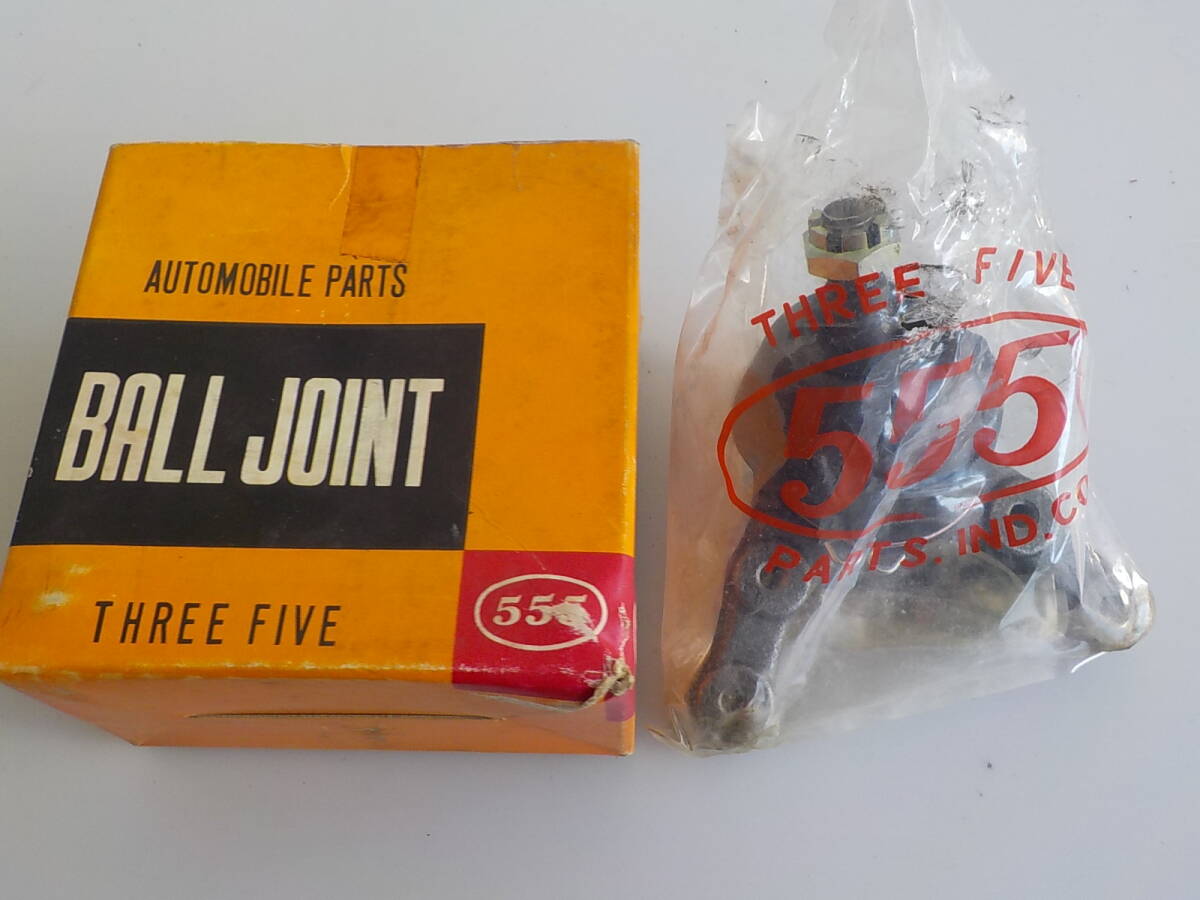 AUTOMOBILE PARTS
BALL JOINT
THREE FIVE
555
THREE FIVE
555
PARTS. IND. CO